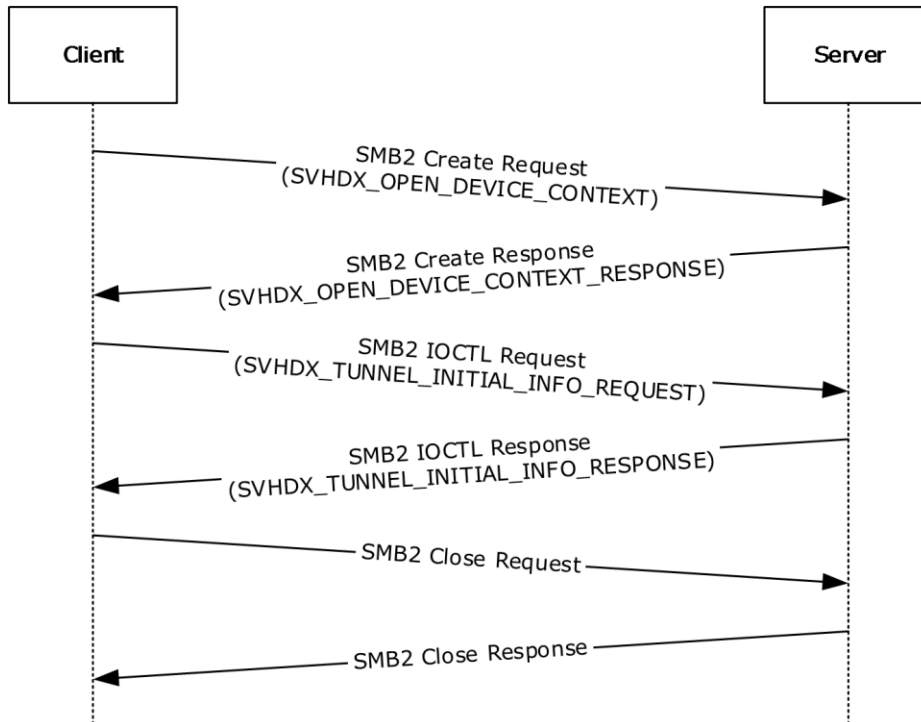 Client
Server
SMB2 Create Request
(SVHDX_OPEN_DEVICE_CONTEXT)
SMB2 Create Response
(SVHDX_OPEN_DEVICE_CONTEXT_RESPONSE)
SMB2 IOCTL Request
(SVHDX_TUNNEL_INITIAL_INFO_REQUEST)
SMB2 IOCTL Response
(SVHDX_TUNNEL_INITIAL_INFO_RESPONSE)
SMB2 Close Request
SMB2 Close Response